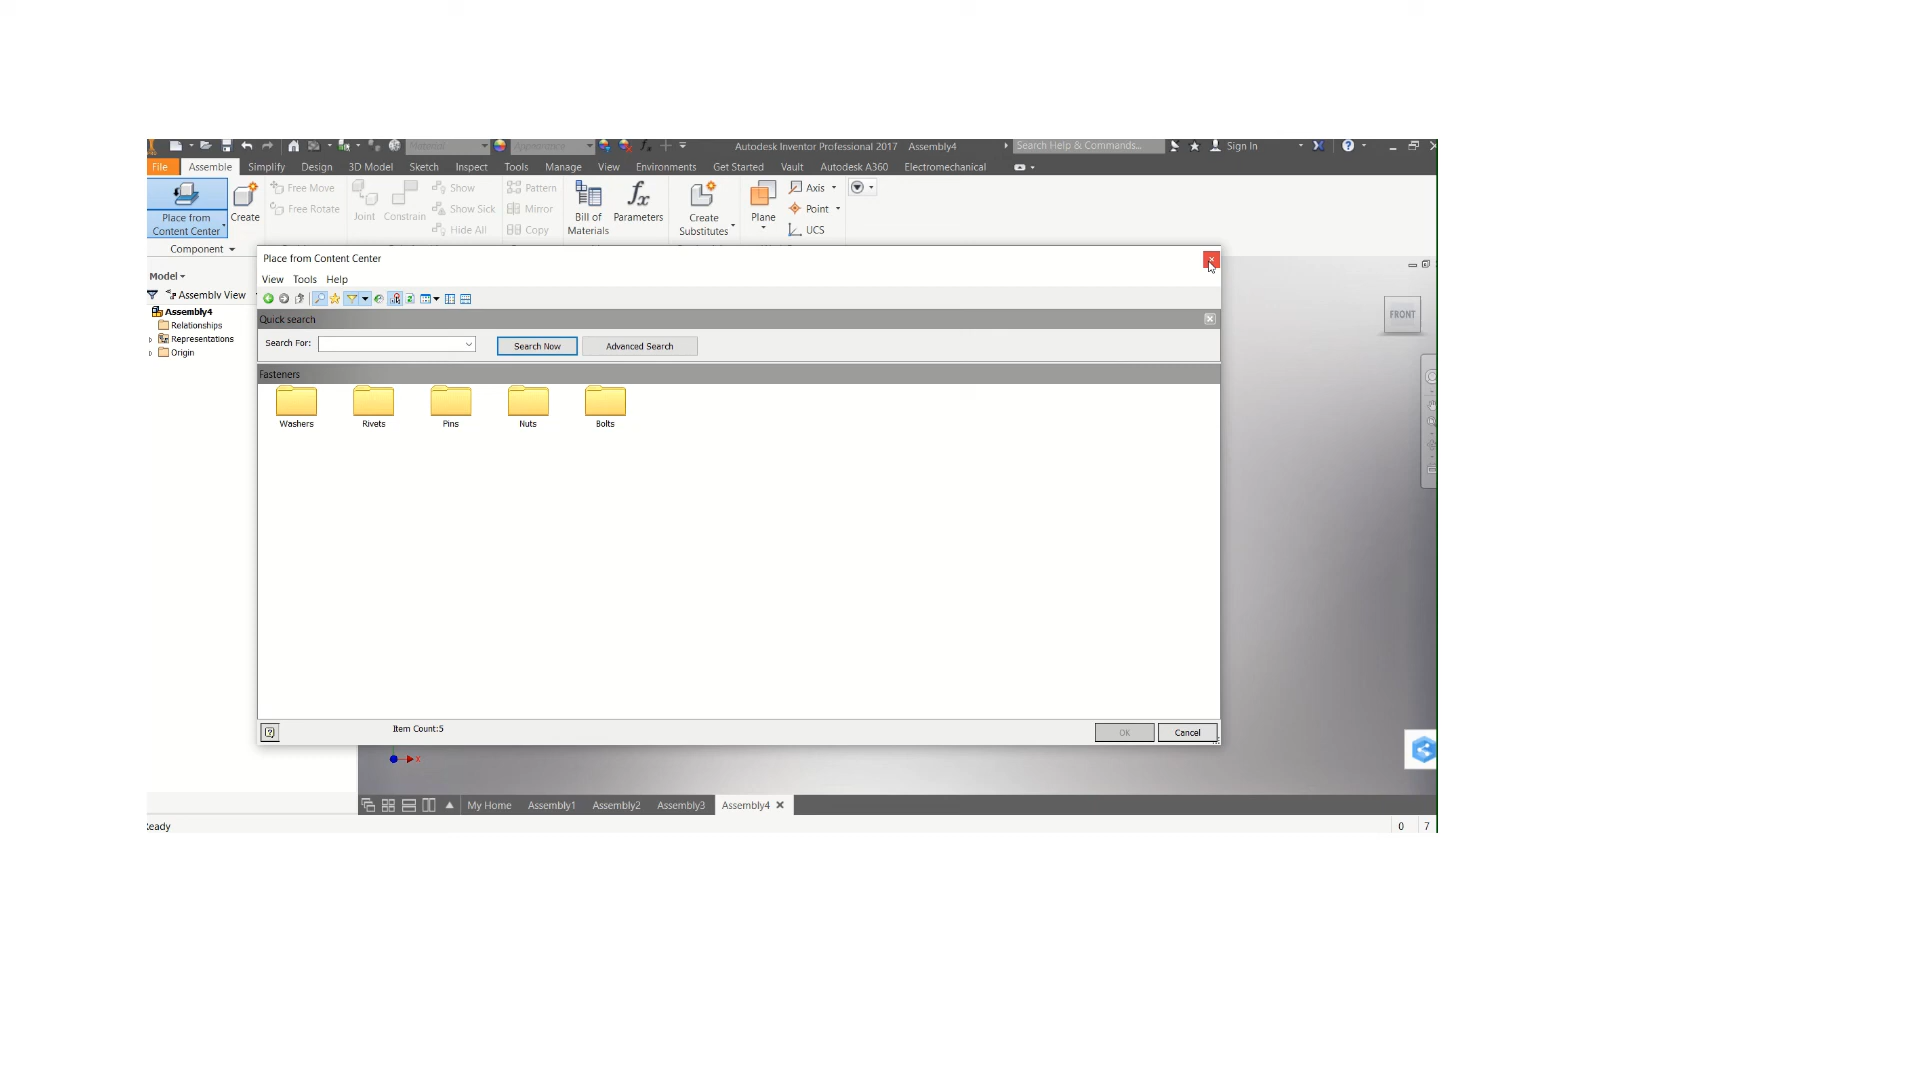 Material Appearance Autodesk Inventor Professional 2017 Assembly4 Search Help & Commands... Sign In
File Assemble Simplify Design 3D Model Sketch Inspect Tools Manage View Environments Get Started Vault Autodesk A360 Electromechanical
Place from Content Center
Create
Free Move
Free Rotate
Joint
Constrain
Show
Show Sick
Hide All
Pattern
Mirror
Copy
Bill of
Materials
Parameters
Create
Substitutes
Plane
Axis
Point
UCS
Component
Place from Content Center
View Tools Help
Model
Assembly View
Assembly4
Relationships
Representations
Origin
Quick search
Search For: Search Now Advanced Search
Fasteners
Washers Rivets Pins Nuts Bolts
FRONT
Item Count:5
OK Cancel
x
My Home Assembly1 Assembly2 Assembly3 Assembly4
eady 0 7